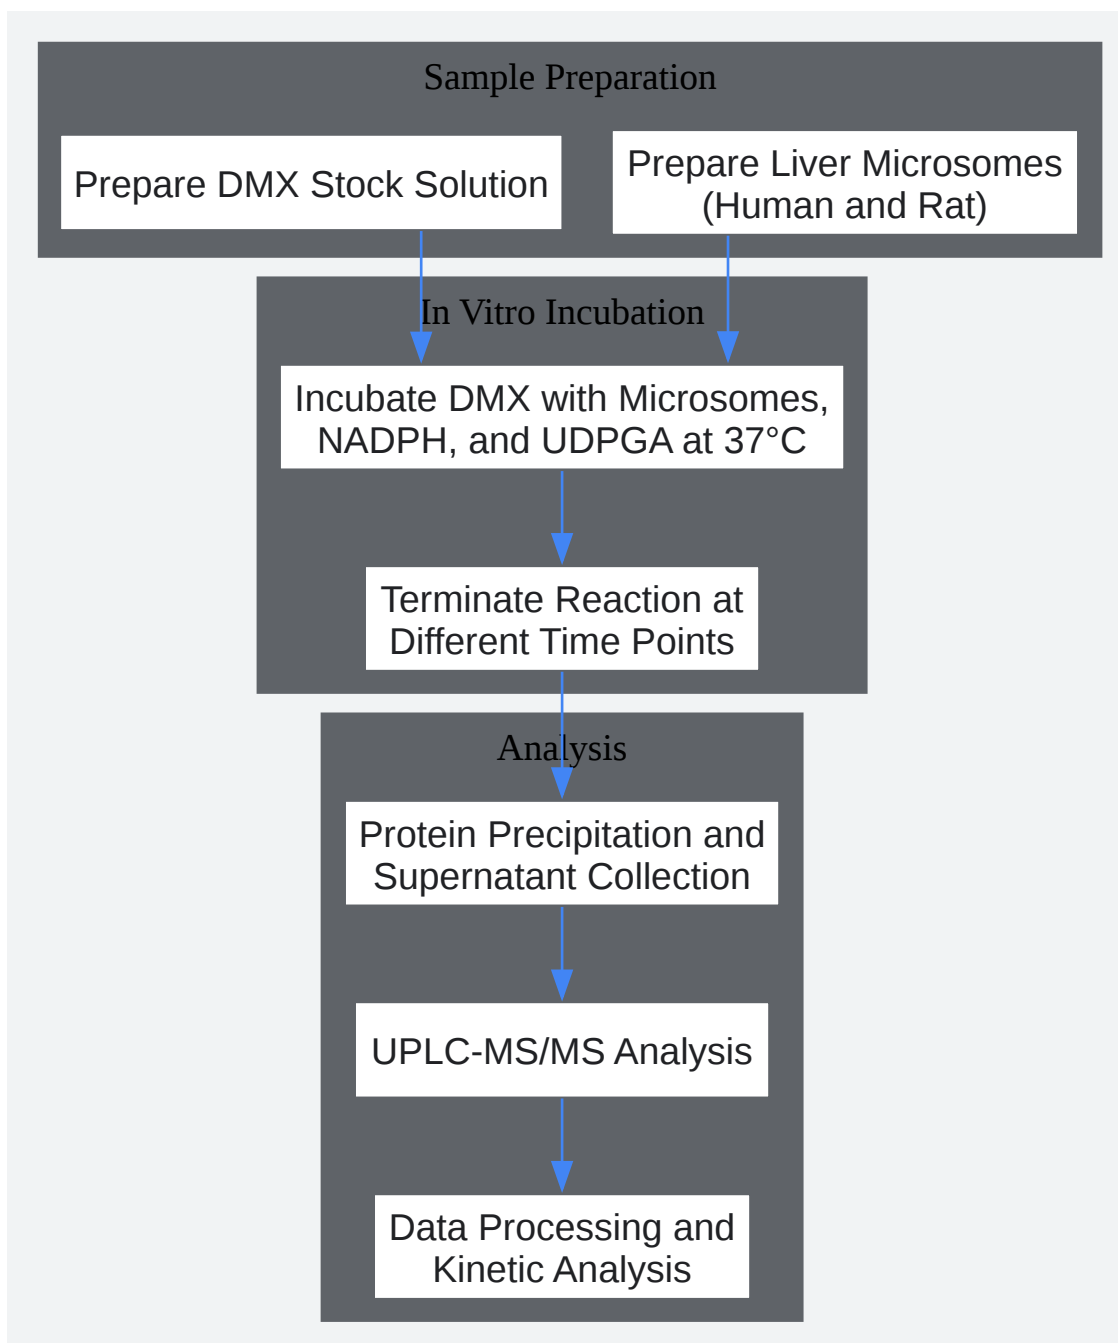 Sample Preparation
Prepare DMX Stock Solution
Prepare Liver Microsomes
(Human and Rat)
In Vitro Incubation
Incubate DMX with Microsomes,
NADPH, and UDPGA at 37°C
Terminate Reaction at
Different Time Points
Analysis
Protein Precipitation and
Supernatant Collection
UPLC-MS/MS Analysis
Data Processing and
Kinetic Analysis